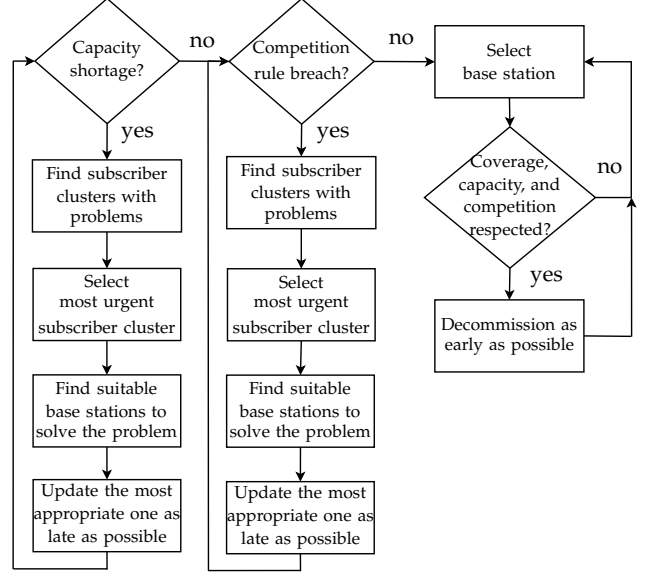 Capacity
shortage?
no
yes
Find subscriber
clusters with
problems
Select
most urgent
subscriber cluster
Find suitable
base stations to
solve the problem
Update the most
appropriate one as
late as possible
Competition
rule breach?
no
yes
Find subscriber
clusters with
problems
Select
most urgent
subscriber cluster
Find suitable
base stations to
solve the problem
Update the most
appropriate one as
late as possible
Select
base station
Coverage,
capacity, and
competition
respected?
no
yes
Decommission as
early as possible